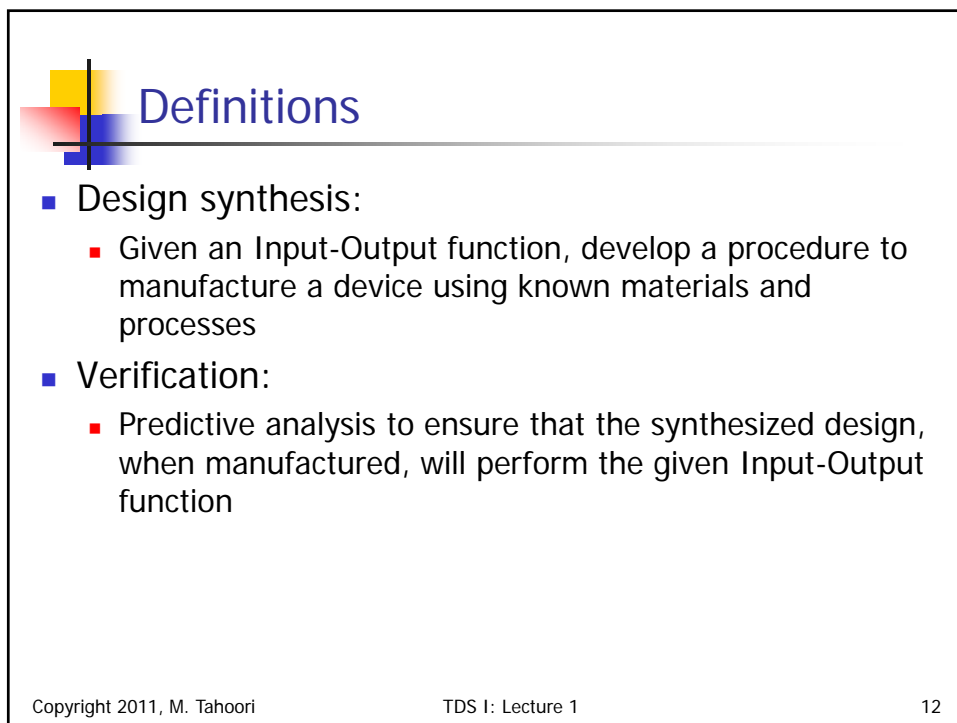 Definitions
Design synthesis:
Given an Input-Output function, develop a procedure to
manufacture a device using known materials and
processes
Verification:
Predictive analysis to ensure that the synthesized design,
when manufactured, will perform the given Input-Output
function
Copyright 2011, M. Tahoori TDS I: Lecture 1 12